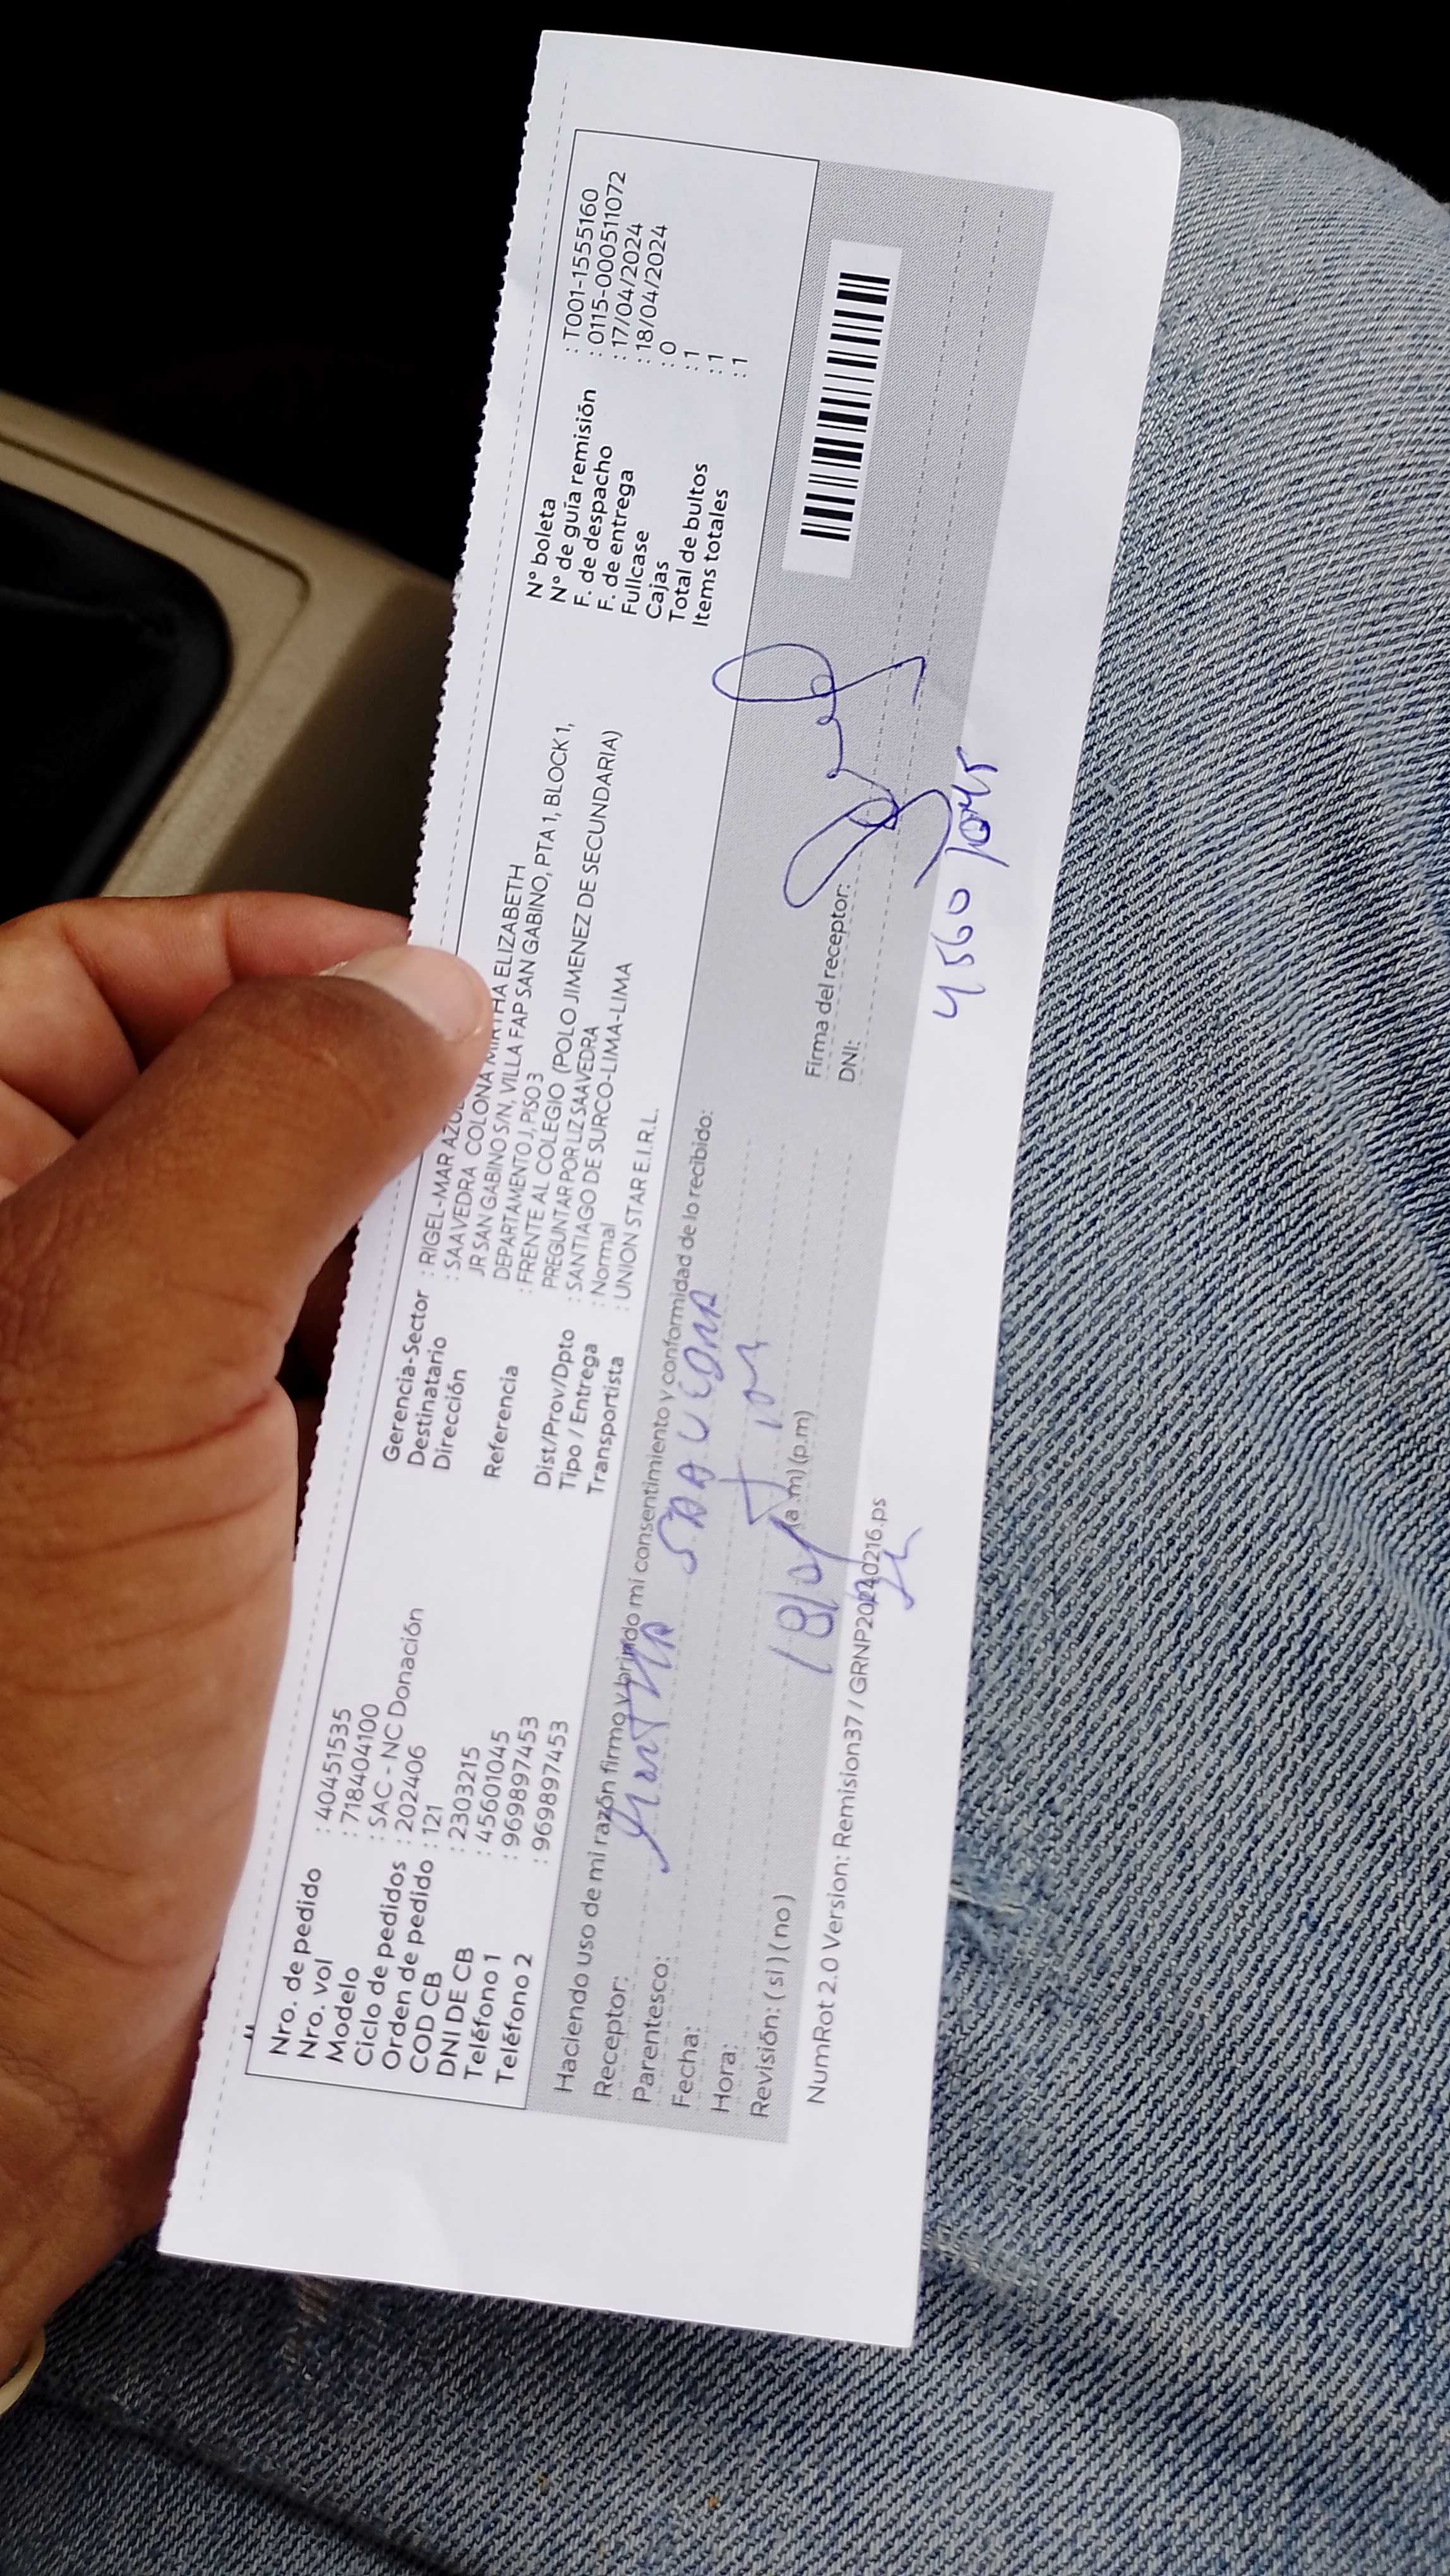 Nro. de pedido : 40451535
Nro. vol : 718404100
Modelo : SAC - NC Donación
Ciclo de pedidos : 202406
Orden de pedido : 121
COD CB : 2303215
DNI DE CB : 45601045
Teléfono 1 : 969897453
Teléfono 2 : 969897453
Gerencia-Sector : RIGEL-MAR
Destinatario : SAAVEDRA COLONA MIRTHA ELIZABETH
Dirección JR SAN GABINO S/N, VILLA FAP SAN GABINO, PTA 1, BLOCK 1,
DEPARTAMENTO J, PISO 3
Referencia : FRENTE AL COLEGIO (POLO JIMENEZ DE SECUNDARIA)
PREGUNTAR POR LIZ SAAVEDRA
Dist/Prov/Dpto : SANTIAGO DE SURCO-LIMA-LIMA
Tipo / Entrega : Normal
Transportista : UNION STAR E.I.R.L.
N° boleta : T001-1555160
N° de guía remisión : 0115-000511072
F. de despacho : 17/04/2024
F. de entrega : 18/04/2024
Fullcase : 0
Cajas : 1
Total de bultos : 1
Items totales : 1
Haciendo uso de mi razón firmo y brindo mi consentimiento y conformidad de lo recibido:
Receptor:
Parentesco:
Fecha:
Hora: (a.m) (p.m)
Revisión: ( si ) ( no )
Firma del receptor:
DNI: 45601045
NumRot 2.0 Version: Remision37 / GRNP20240216.ps